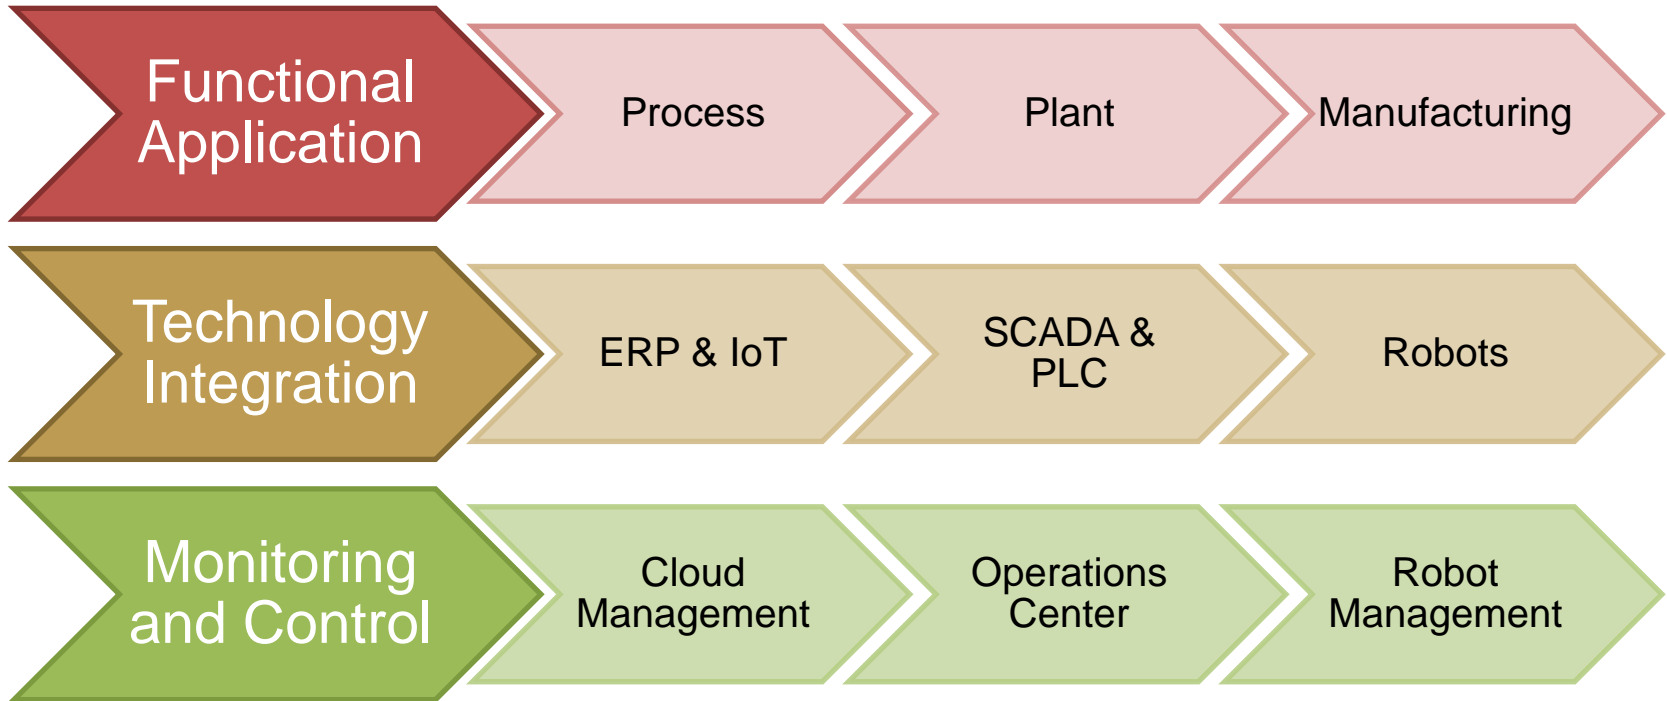 Functional
Application
Process
Plant
Manufacturing
Technology
Integration
ERP & IoT
SCADA &
PLC
Robots
Monitoring
and Control
Cloud
Management
Operations
Center
Robot
Management